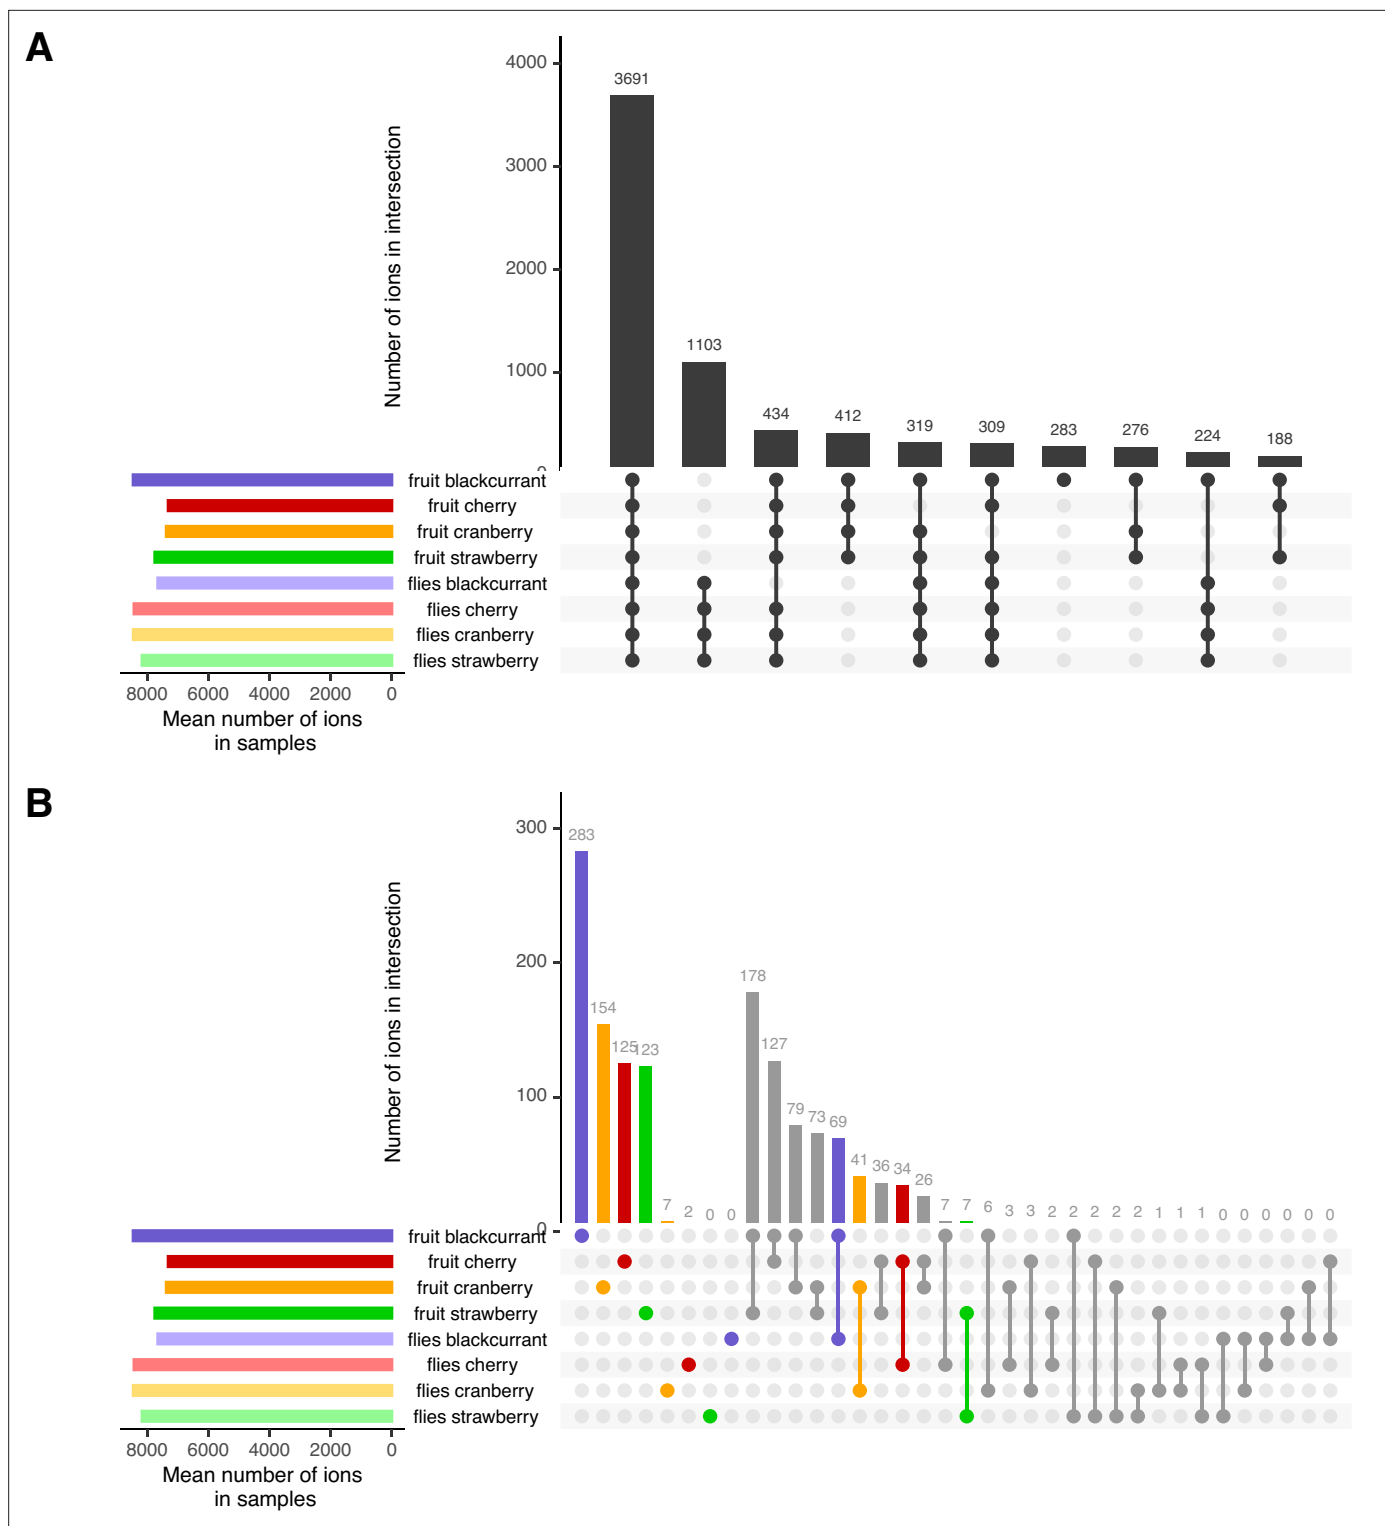 A
Number of ions in intersection
4000
3000
2000
1000
0
3691
1103
434
412
319
309
283
276
224
188
fruit blackcurrant
fruit cherry
fruit cranberry
fruit strawberry
flies blackcurrant
flies cherry
flies cranberry
flies strawberry
8000 6000 4000 2000 0
Mean number of ions
in samples
B
Number of ions in intersection
300
200
100
0
283
154
125
123
7
2
0
0
178
127
79
73
69
41
36
34
26
7
7
6
3
3
2
2
2
2
2
1
1
1
0
0
0
0
0
0
fruit blackcurrant
fruit cherry
fruit cranberry
fruit strawberry
flies blackcurrant
flies cherry
flies cranberry
flies strawberry
8000 6000 4000 2000 0
Mean number of ions
in samples